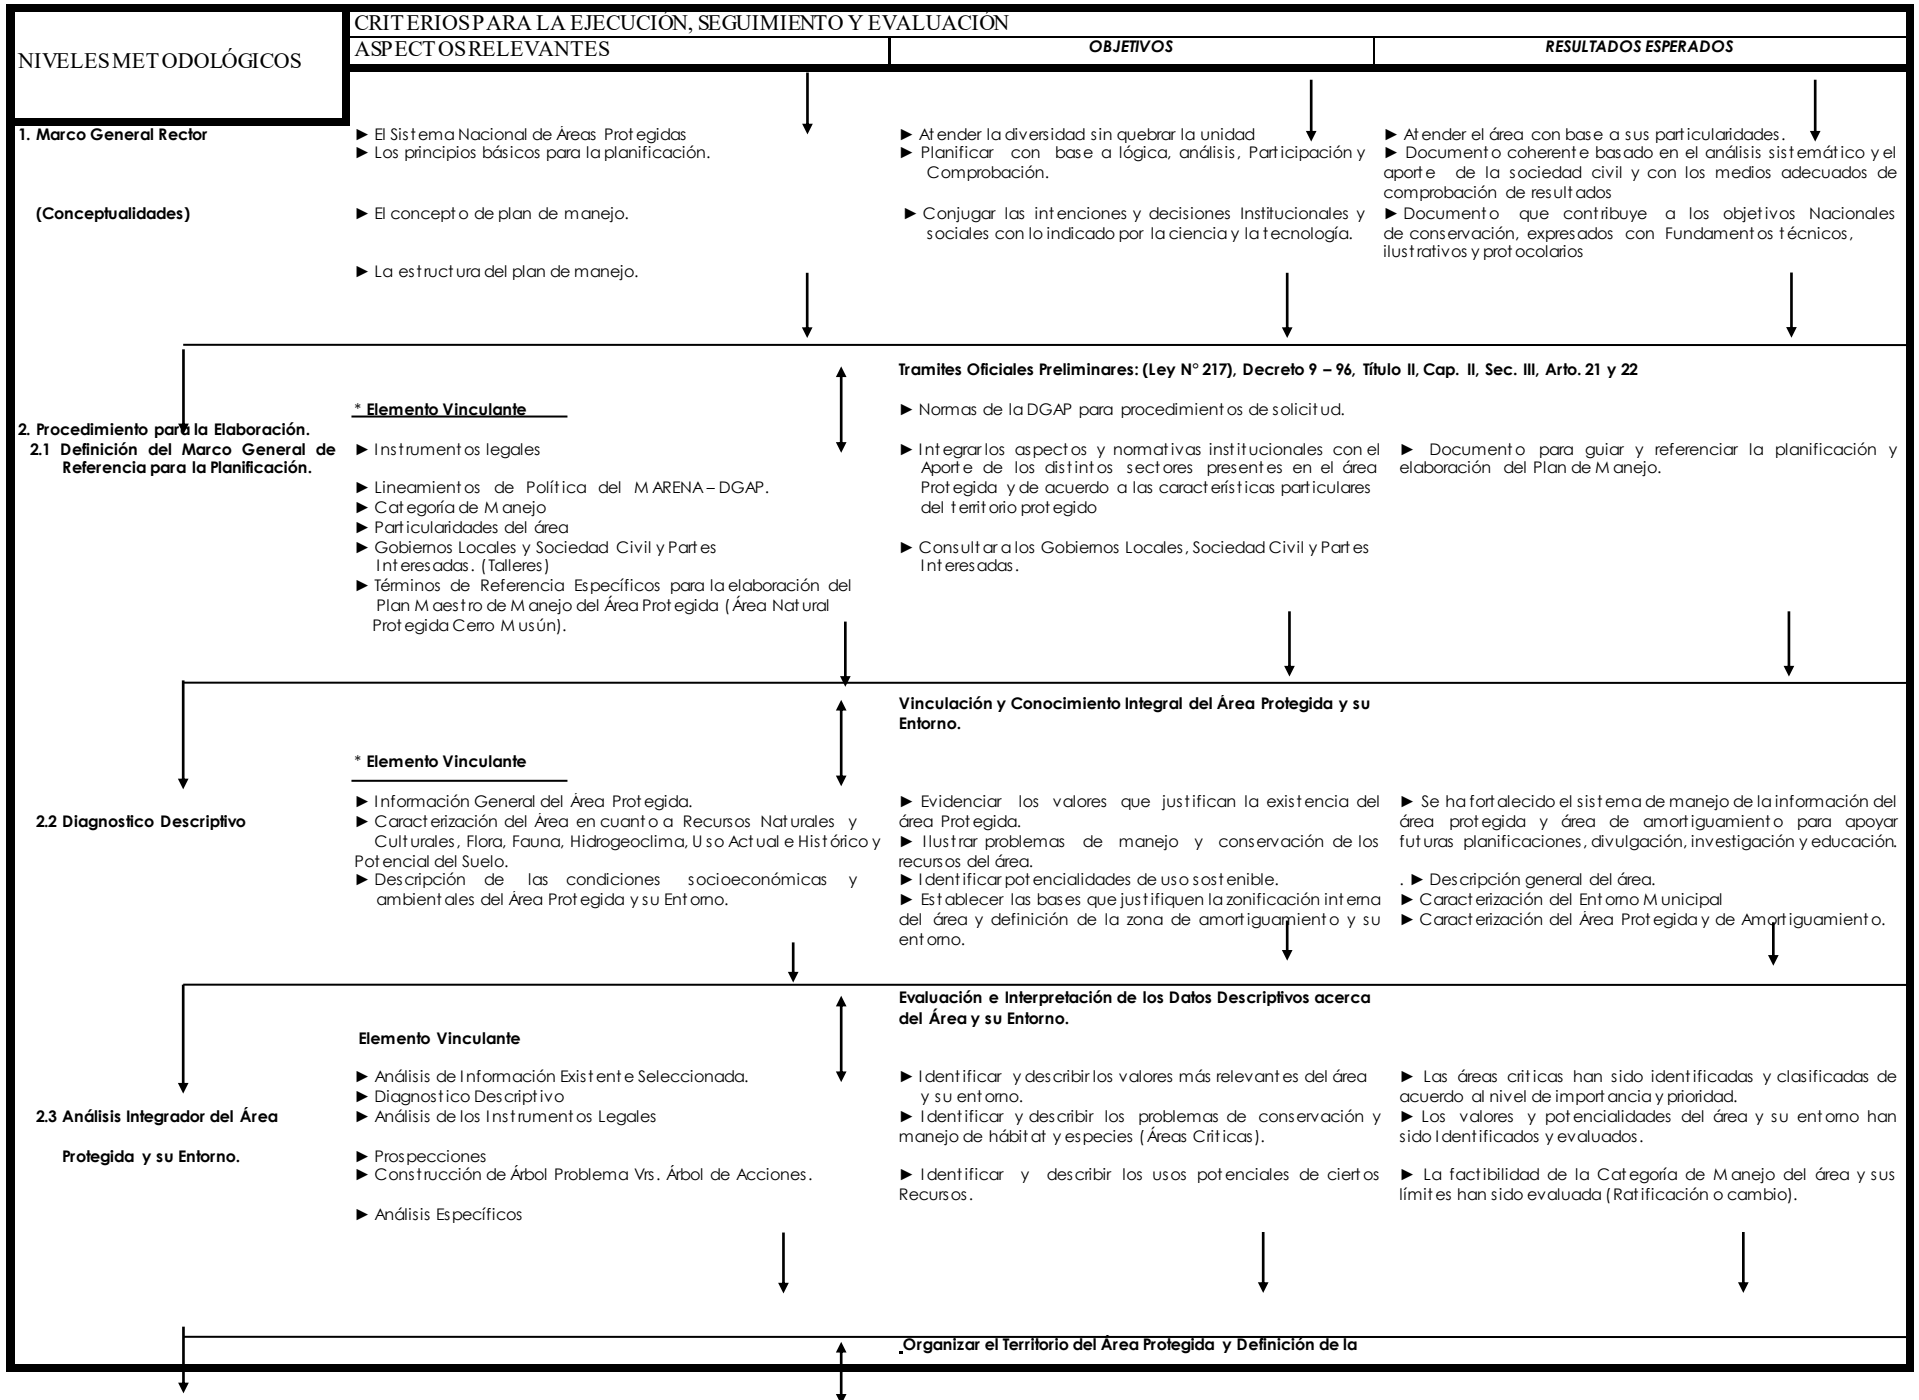 CRITERIOS PARA LA EJECUCIÓN, SEGUIMIENTO Y EVALUACIÓN
NIVELES METODOLÓGICOS
ASPECTOS RELEVANTES
OBJETIVOS
RESULTADOS ESPERADOS
1. Marco General Rector
(Conceptualidades)
► El Sistema Nacional de Áreas Protegidas
► Los principios básicos para la planificación.
► El concepto de plan de manejo.
► La estructura del plan de manejo.
► Atender la diversidad sin quebrar la unidad
► Planificar con base a lógica, análisis, Participación y
Comprobación.
► Conjugar las intenciones y decisiones Institucionales y
sociales con lo indicado por la ciencia y la tecnología.
► Atender el área con base a sus particularidades.
► Documento coherente basado en el análisis sistemático y el
aporte de la sociedad civil y con los medios adecuados de
comprobación de resultados
► Documento que contribuye a los objetivos Nacionales
de conservación, expresados con Fundamentos técnicos,
ilustrativos y protocolarios
Tramites Oficiales Preliminares: (Ley N° 217), Decreto 9 – 96, Título II, Cap. II, Sec. III, Arto. 21 y 22
2. Procedimiento para la Elaboración.
2.1 Definición del Marco General de
Referencia para la Planificación.
* Elemento Vinculante
► Instrumentos legales
► Lineamientos de Política del MARENA – DGAP.
► Categoría de Manejo
► Particularidades del área
► Gobiernos Locales y Sociedad Civil y Partes
Interesadas. (Talleres)
► Términos de Referencia Específicos para la elaboración del
Plan Maestro de Manejo del Área Protegida (Área Natural
Protegida Cerro Musún).
► Normas de la DGAP para procedimientos de solicitud.
► Integrar los aspectos y normativas institucionales con el
Aporte de los distintos sectores presentes en el área
Protegida y de acuerdo a las características particulares
del territorio protegido
► Consultar a los Gobiernos Locales, Sociedad Civil y Partes
Interesadas.
► Documento para guiar y referenciar la planificación y
elaboración del Plan de Manejo.
Vinculación y Conocimiento Integral del Área Protegida y su
Entorno.
2.2 Diagnostico Descriptivo
* Elemento Vinculante
► Información General del Área Protegida.
► Caracterización del Área en cuanto a Recursos Naturales y
Culturales, Flora, Fauna, Hidrogeoclima, Uso Actual e Histórico y
Potencial del Suelo.
► Descripción de las condiciones socioeconómicas y
ambientales del Área Protegida y su Entorno.
► Evidenciar los valores que justifican la existencia del
área Protegida.
► Ilustrar problemas de manejo y conservación de los
recursos del área.
► Identificar potencialidades de uso sostenible.
► Establecer las bases que justifiquen la zonificación interna
del área y definición de la zona de amortiguamiento y su
entorno.
► Se ha fortalecido el sistema de manejo de la información del
área protegida y área de amortiguamiento para apoyar
futuras planificaciones, divulgación, investigación y educación.
. ► Descripción general del área.
► Caracterización del Entorno Municipal
► Caracterización del Área Protegida y de Amortiguamiento.
Evaluación e Interpretación de los Datos Descriptivos acerca
del Área y su Entorno.
2.3 Análisis Integrador del Área
Protegida y su Entorno.
Elemento Vinculante
► Análisis de Información Existente Seleccionada.
► Diagnostico Descriptivo
► Análisis de los Instrumentos Legales
► Prospecciones
► Construcción de Árbol Problema Vrs. Árbol de Acciones.
► Análisis Específicos
► Identificar y describir los valores más relevantes del área
y su entorno.
► Identificar y describir los problemas de conservación y
manejo de hábitat y especies (Áreas Criticas).
► Identificar y describir los usos potenciales de ciertos
Recursos.
► Las áreas criticas han sido identificadas y clasificadas de
acuerdo al nivel de importancia y prioridad.
► Los valores y potencialidades del área y su entorno han
sido Identificados y evaluados.
► La factibilidad de la Categoría de Manejo del área y sus
límites han sido evaluada (Ratificación o cambio).
Organizar el Territorio del Área Protegida y Definición de la